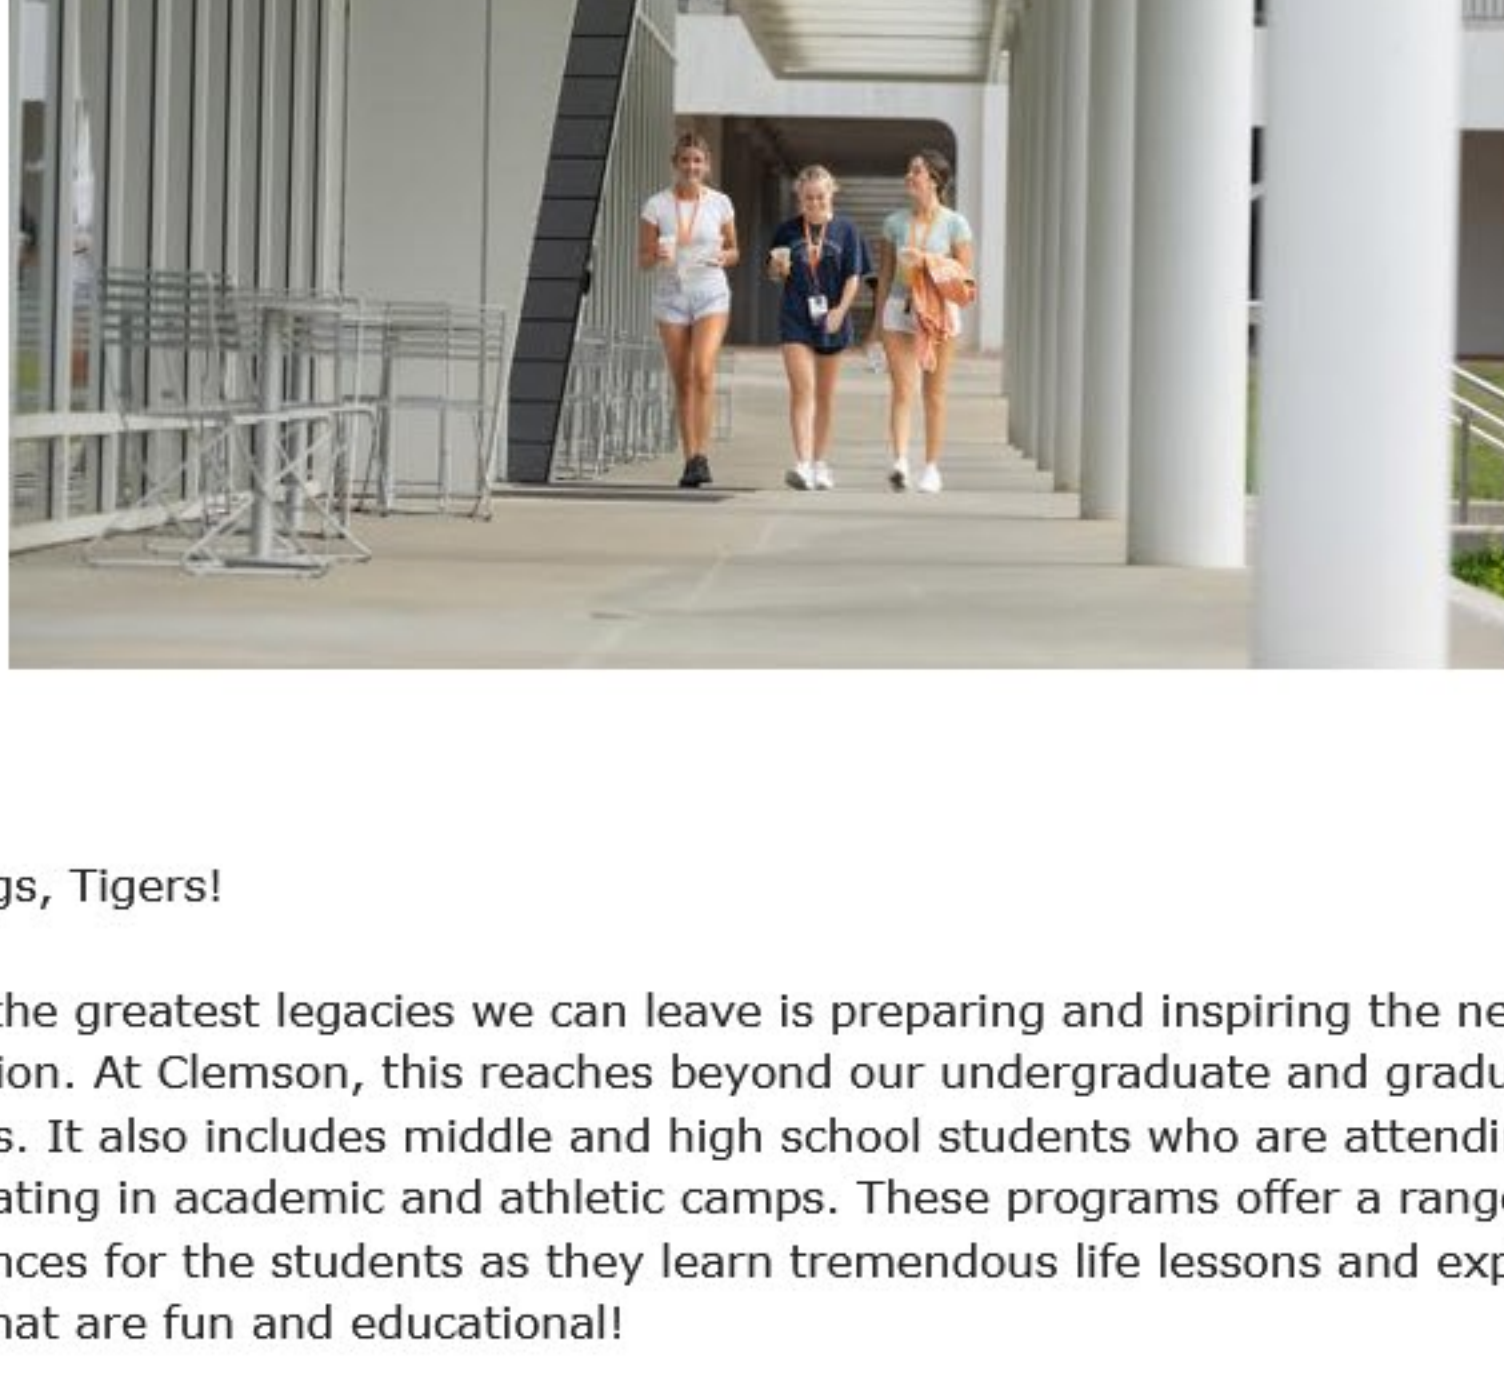 gs, Tigers!
the greatest legacies we can leave is preparing and inspiring the ne
ion. At Clemson, this reaches beyond our undergraduate and gradu
s. It also includes middle and high school students who are attendi
ating in academic and athletic camps. These programs offer a rang
nces for the students as they learn tremendous life lessons and exp
hat are fun and educational!